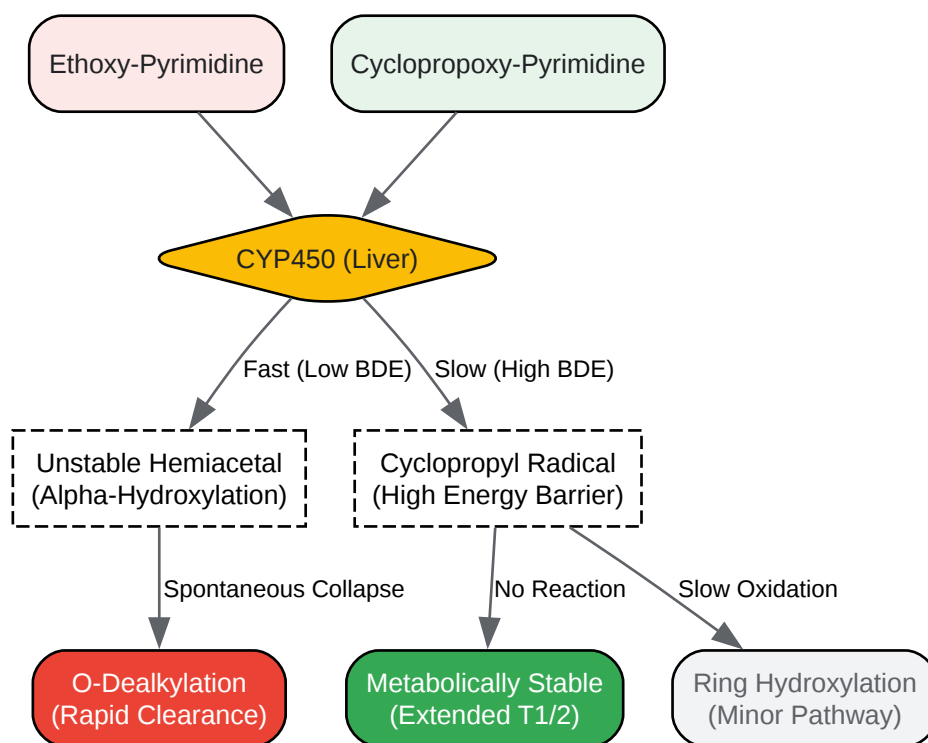 Ethoxy-Pyrimidine
Cyclopropoxy-Pyrimidine
CYP450 (Liver)
Fast (Low BDE)
Slow (High BDE)
Unstable Hemiacetal
(Alpha-Hydroxylation)
Cyclopropyl Radical
(High Energy Barrier)
Spontaneous Collapse
No Reaction
Slow Oxidation
O-Dealkylation
(Rapid Clearance)
Metabolically Stable
(Extended T1/2)
Ring Hydroxylation
(Minor Pathway)